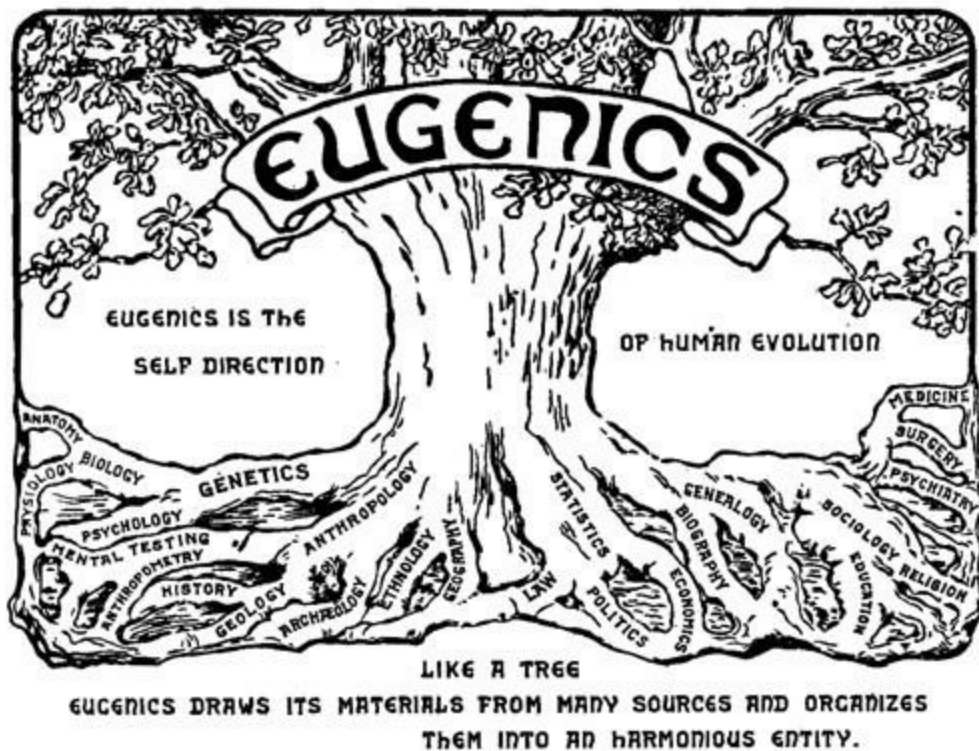 EUGENICS
EUGENICS IS THE
SELF DIRECTION
OF HUMAN EVOLUTION
ANATOMY
PHYSIOLOGY
BIOLOGY
GENETICS
PSYCHOLOGY
MENTAL TESTING
ANTHROPOMETRY
HISTORY
ANTHROPOLOGY
GEOLOGY
ARCHÆOLOGY
ETHNOLOGY
GEOGRAPHY
LAW
STATISTICS
POLITICS
ECONOMICS
BIOGRAPHY
GENEALOGY
SOCIOLOGY
EDUCATION
RELIGION
PSYCHIATRY
SURGERY
MEDICINE
LIKE A TREE
EUGENICS DRAWS ITS MATERIALS FROM MANY SOURCES AND ORGANIZES
THEM INTO AN HARMONIOUS ENTITY.